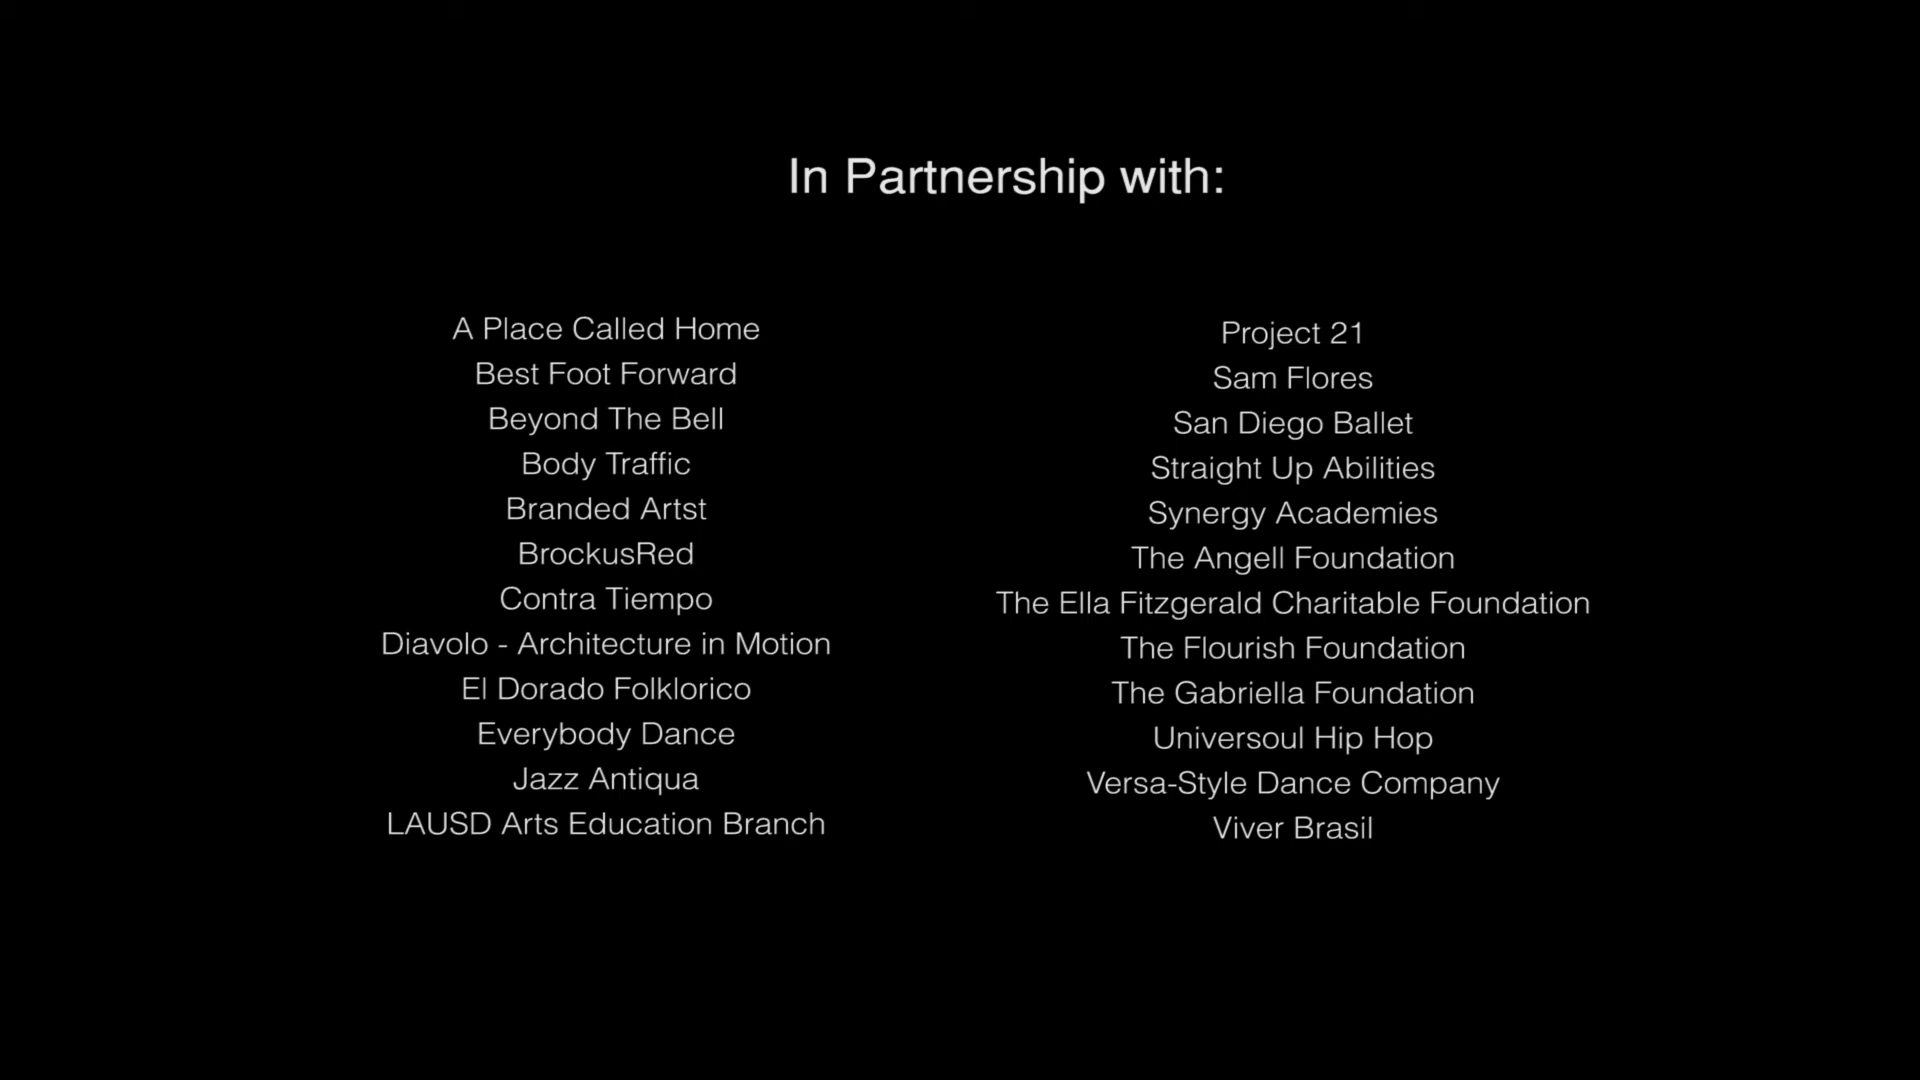 In Partnership with:
A Place Called Home
Best Foot Forward
Beyond The Bell
Body Traffic
Branded Artst
BrockusRed
Contra Tiempo
Diavolo - Architecture in Motion
El Dorado Folklorico
Everybody Dance
Jazz Antiqua
LAUSD Arts Education Branch
Project 21
Sam Flores
San Diego Ballet
Straight Up Abilities
Synergy Academies
The Angell Foundation
The Ella Fitzgerald Charitable Foundation
The Flourish Foundation
The Gabriella Foundation
Universoul Hip Hop
Versa-Style Dance Company
Viver Brasil